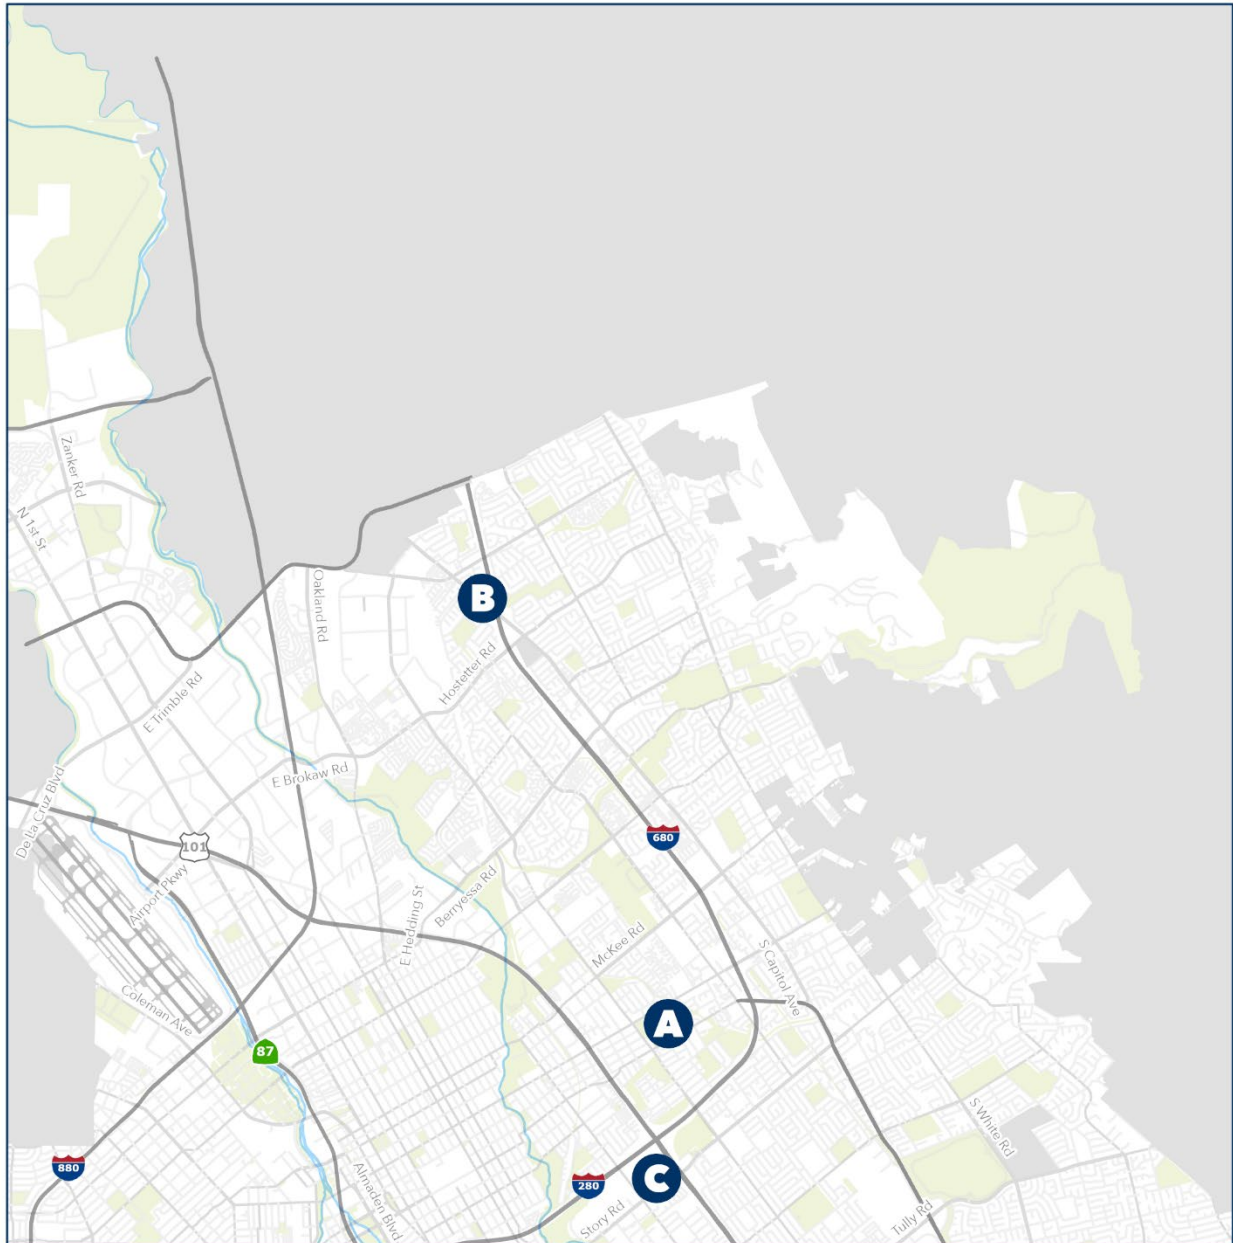 Zanker Rd
N 1st St
Oakland Rd
B
Hostetter Rd
E Trimble Rd
E Brokaw Rd
De La Cruz Blvd
101
680
Airport Pkwy
Berryessa Rd
E Hedding St
McKee Rd
S Capitol Ave
Coleman Ave
A
87
S White Rd
880
Almaden Blvd
280
C
Story Rd
Tully Rd